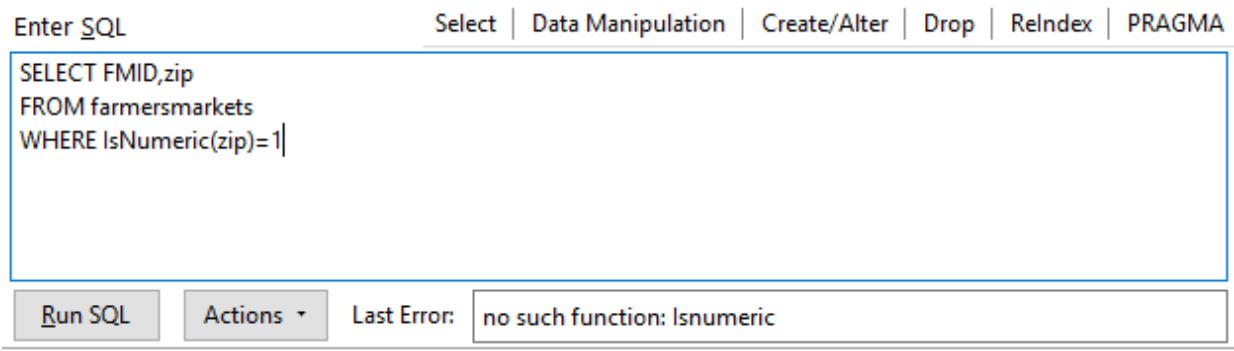 Enter SQL
Select | Data Manipulation | Create/Alter | Drop | ReIndex | PRAGMA
SELECT FMID,zip
FROM farmersmarkets
WHERE IsNumeric(zip)=1
Run SQL Actions Last Error: no such function: Isnumeric